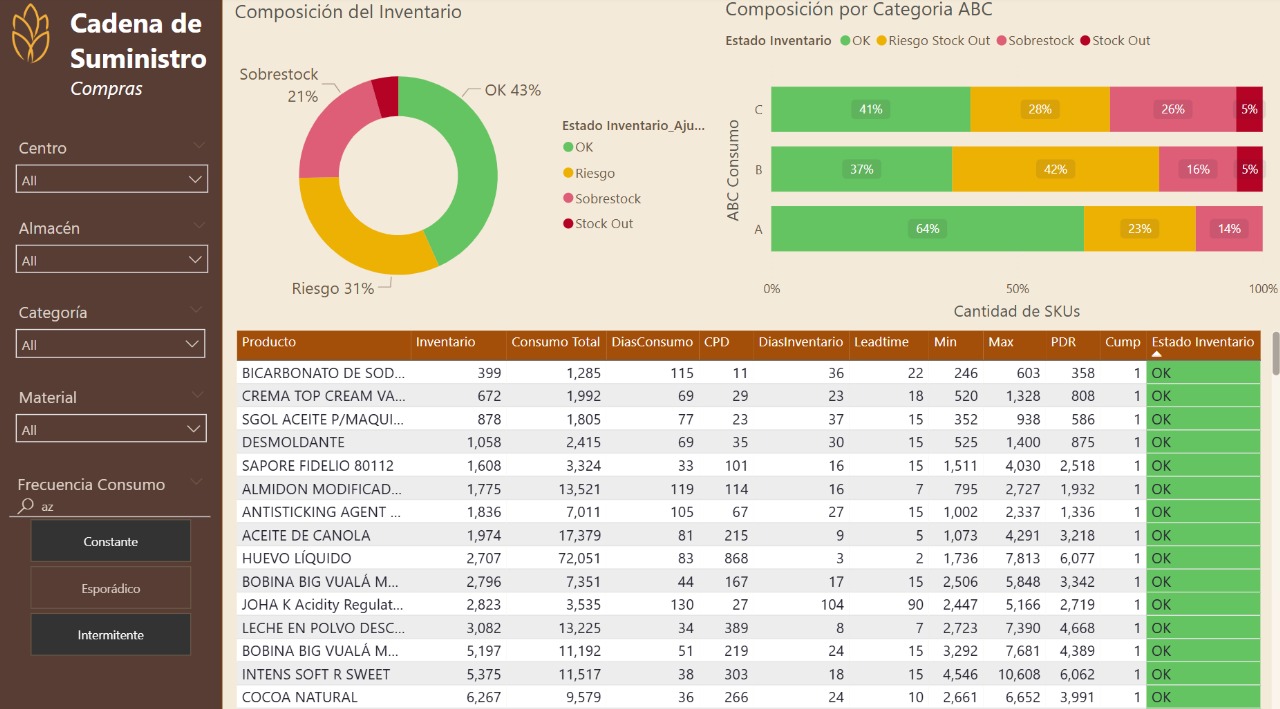 Cadena de
Suministro
Compras
Centro
All
Almacén
All
Categoría
All
Material
All
Frecuencia Consumo
az
Constante
Esporádico
Intermitente
Composición del Inventario
Sobrestock
21%
OK 43%
Riesgo 31%
Estado Inventario_Aju...
OK
Riesgo
Sobrestock
Stock Out
Composición por Categoria ABC
Estado Inventario OK Riesgo Stock Out Sobrestock Stock Out
ABC Consumo
C 41% 28% 26% 5%
B 37% 42% 16% 5%
A 64% 23% 14%
0% 50% 100%
Cantidad de SKUs
Producto Inventario Consumo Total DiasConsumo CPD DiasInventario Leadtime Min Max PDR Cump Estado Inventario
BICARBONATO DE SOD... 399 1,285 115 11 36 22 246 603 358 1 OK
CREMA TOP CREAM VA... 672 1,992 69 29 23 18 520 1,328 808 1 OK
SGOL ACEITE P/MAQUI... 878 1,805 77 23 37 15 352 938 586 1 OK
DESMOLDANTE 1,058 2,415 69 35 30 15 525 1,400 875 1 OK
SAPORE FIDELIO 80112 1,608 3,324 33 101 16 15 1,511 4,030 2,518 1 OK
ALMIDON MODIFICAD... 1,775 13,521 119 114 16 7 795 2,727 1,932 1 OK
ANTISTICKING AGENT ... 1,836 7,011 105 67 27 15 1,002 2,337 1,336 1 OK
ACEITE DE CANOLA 1,974 17,379 81 215 9 5 1,073 4,291 3,218 1 OK
HUEVO LÍQUIDO 2,707 72,051 83 868 3 2 1,736 7,813 6,077 1 OK
BOBINA BIG VUALÁ M... 2,796 7,351 44 167 17 15 2,506 5,848 3,342 1 OK
JOHA K Acidity Regulat... 2,823 3,535 130 27 104 90 2,447 5,166 2,719 1 OK
LECHE EN POLVO DESC... 3,082 13,225 34 389 8 7 2,723 7,390 4,668 1 OK
BOBINA BIG VUALÁ M... 5,197 11,192 51 219 24 15 3,292 7,681 4,389 1 OK
INTENS SOFT R SWEET 5,375 11,517 38 303 18 15 4,546 10,608 6,062 1 OK
COCOA NATURAL 6,267 9,579 36 266 24 10 2,661 6,652 3,991 1 OK